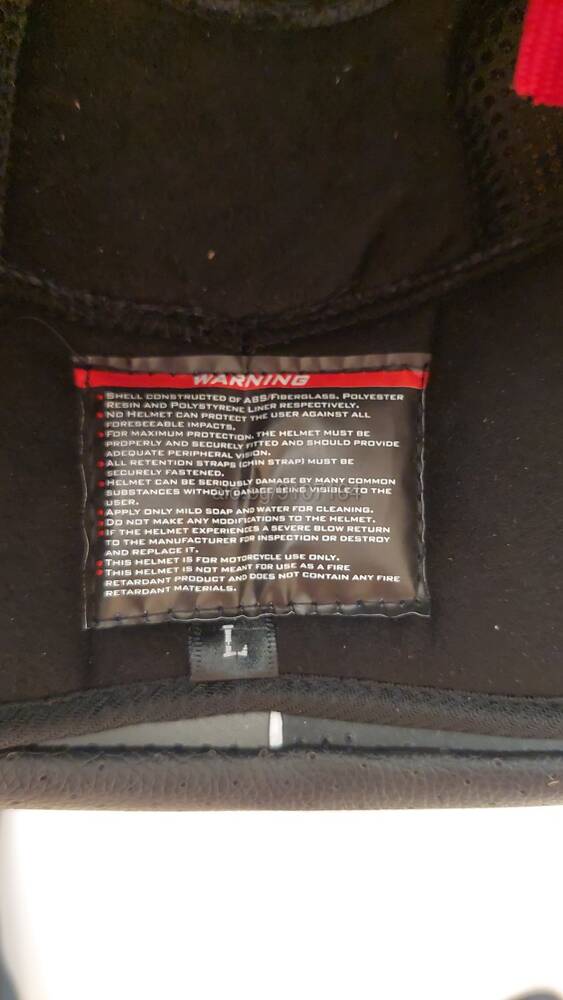 WARNING
• SHELL CONSTRUCTED OF ABS/FIBERGLASS, POLYESTER
RESIN AND POLYSTYRENE LINER RESPECTIVELY.
• NO HELMET CAN PROTECT THE USER AGAINST ALL
FORESEEABLE IMPACTS.
• FOR MAXIMUM PROTECTION, THE HELMET MUST BE
PROPERLY AND SECURELY FITTED AND SHOULD PROVIDE
ADEQUATE PERIPHERAL VISION.
• ALL RETENTION STRAPS (CHIN STRAP) MUST BE
SECURELY FASTENED.
• HELMET CAN BE SERIOUSLY DAMAGE BY MANY COMMON
SUBSTANCES WITHOUT DAMAGE BEING VISIBLE TO THE
USER.
• APPLY ONLY MILD SOAP AND WATER FOR CLEANING.
• DO NOT MAKE ANY MODIFICATIONS TO THE HELMET.
• IF THE HELMET EXPERIENCES A SEVERE BLOW RETURN
TO THE MANUFACTURER FOR INSPECTION OR DESTROY
AND REPLACE IT.
• THIS HELMET IS FOR MOTORCYCLE USE ONLY.
• THIS HELMET IS NOT MEANT FOR USE AS A FIRE
RETARDANT PRODUCT AND DOES NOT CONTAIN ANY FIRE
RETARDANT MATERIALS.
L